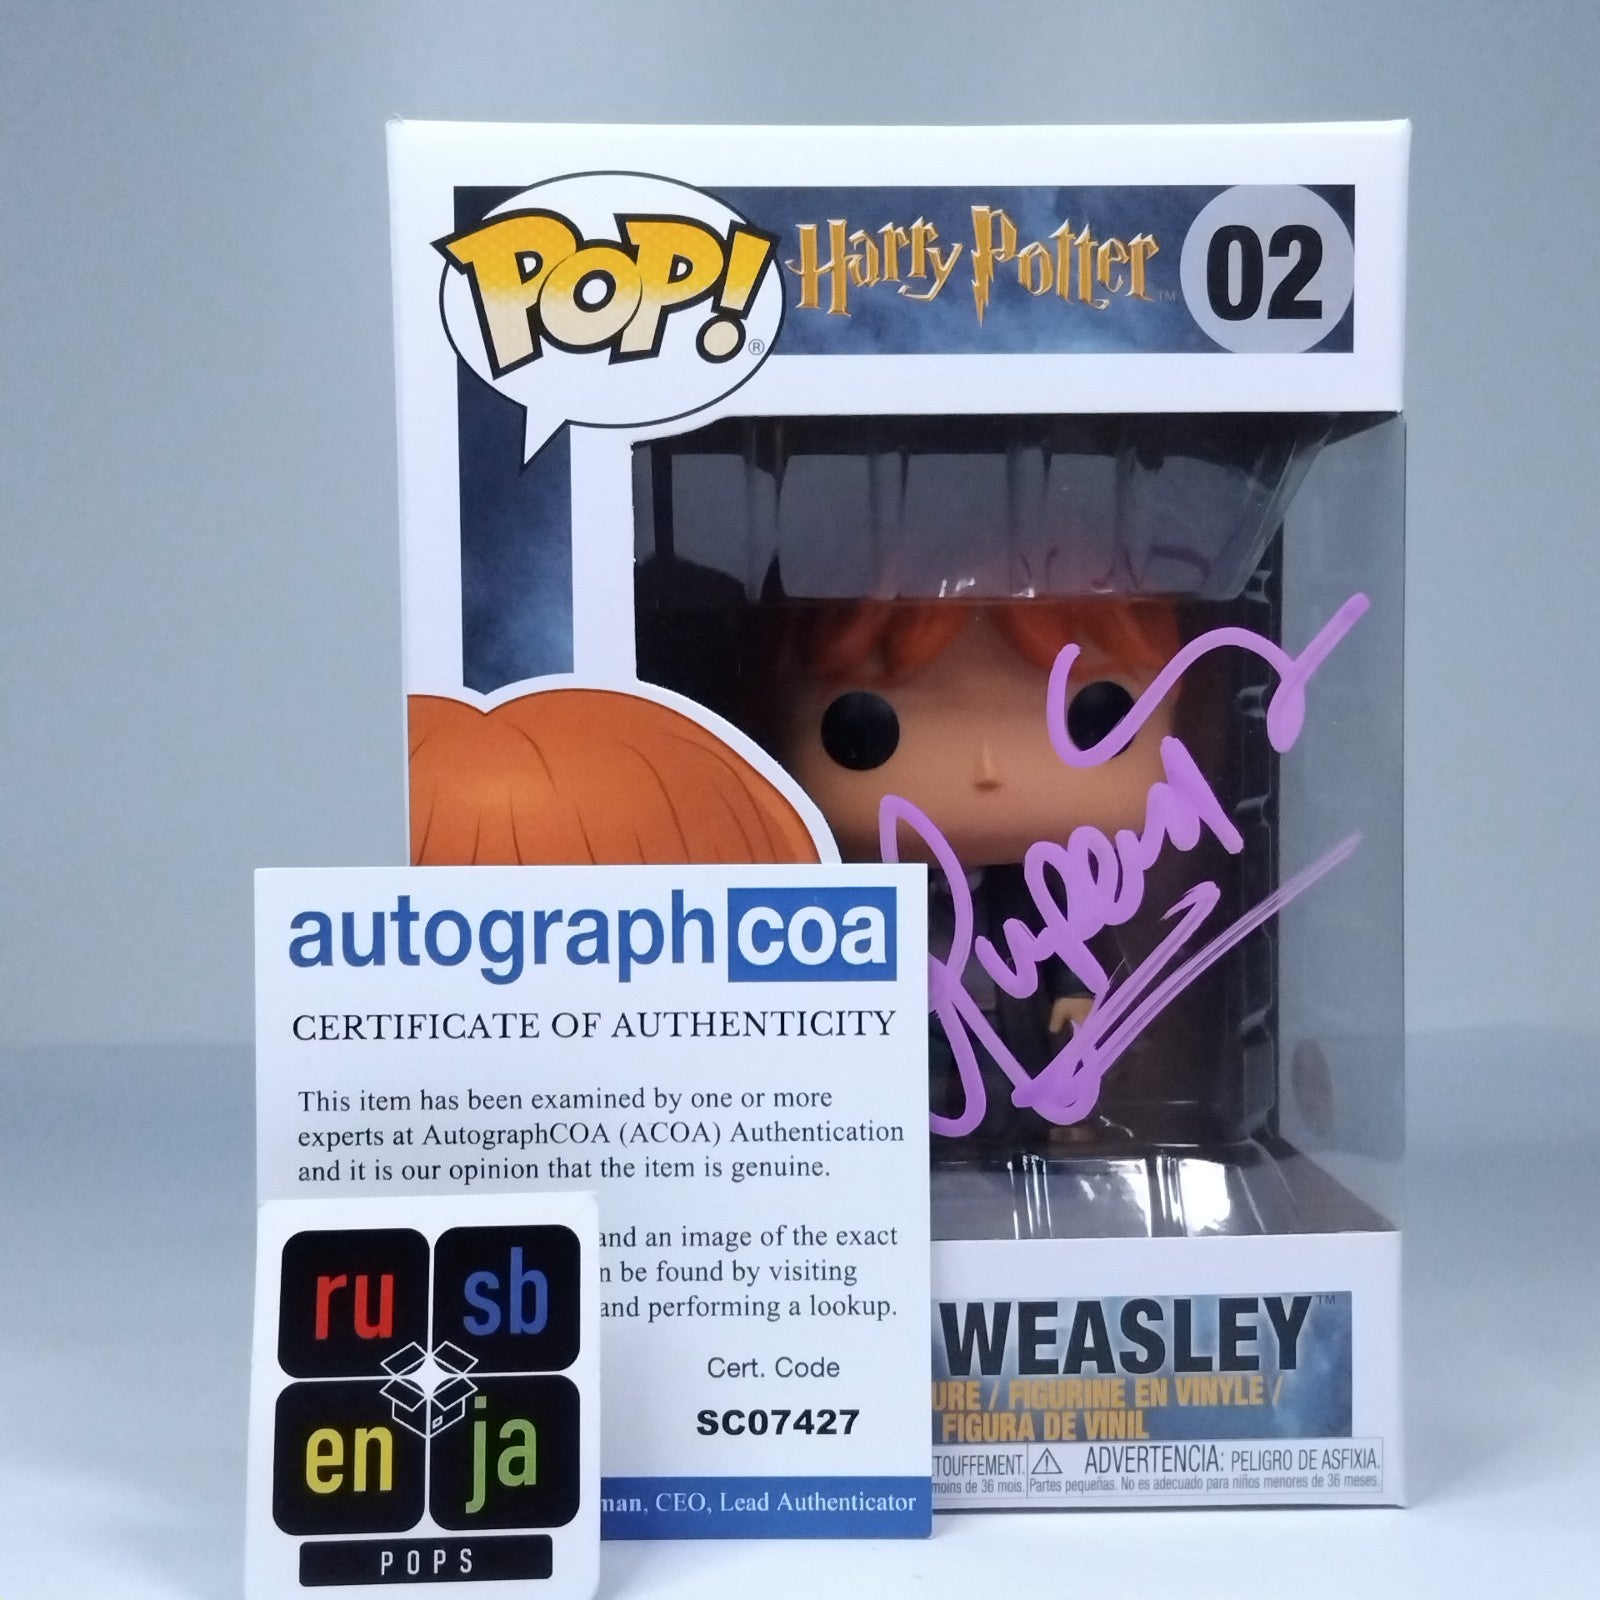 POP!®
Harry Potter™
02
autograph coa
CERTIFICATE OF AUTHENTICITY
This item has been examined by one or more
experts at AutographCOA (ACOA) Authentication
and it is our opinion that the item is genuine.
and an image of the exact
n be found by visiting
and performing a lookup.
Cert. Code
SC07427
man, CEO, Lead Authenticator
ru sb
en ja
POPS
WEASLEY™
URE / FIGURINE EN VINYLE /
FIGURA DE VINIL
TOUFFEMENT.
moins de 36 mois.
ADVERTENCIA: PELIGRO DE ASFIXIA.
Partes pequeñas. No es adecuado para niños menores de 36 meses.